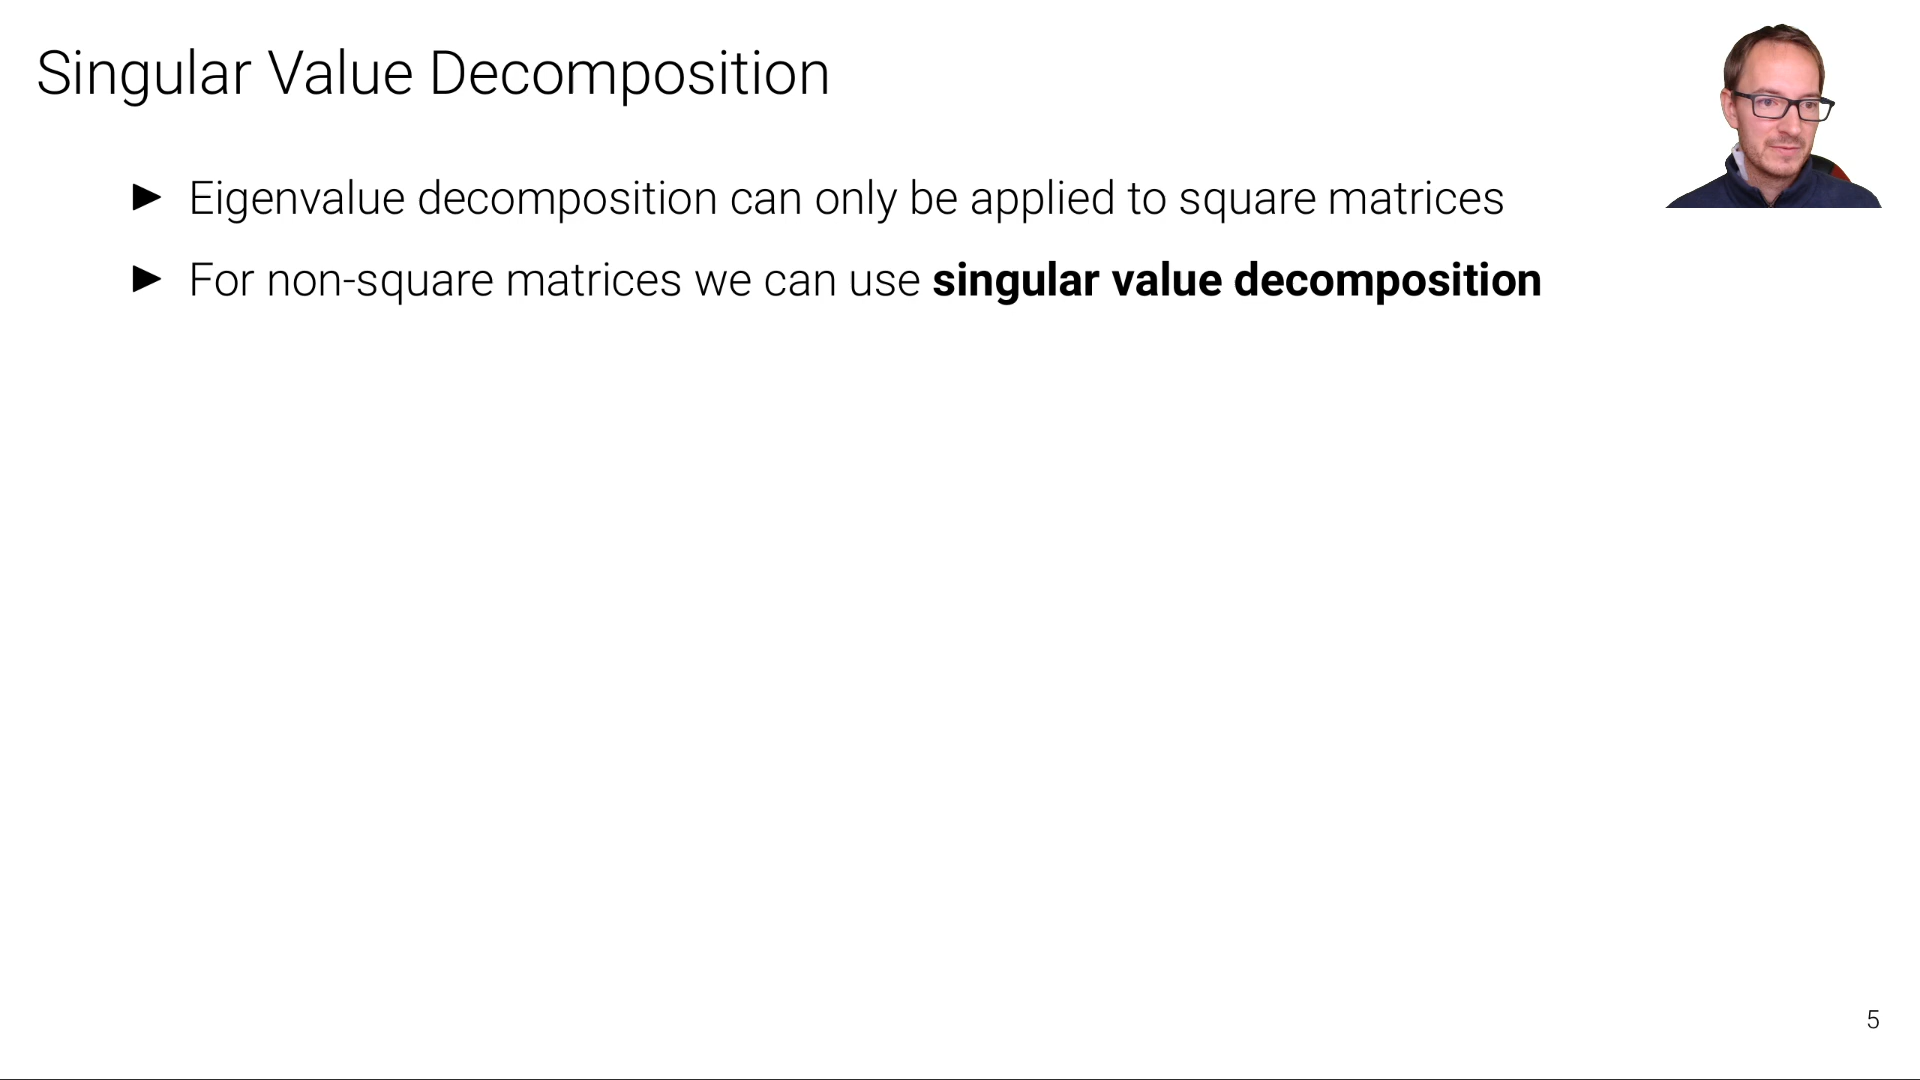 Singular Value Decomposition
► Eigenvalue decomposition can only be applied to square matrices
► For non-square matrices we can use singular value decomposition
5